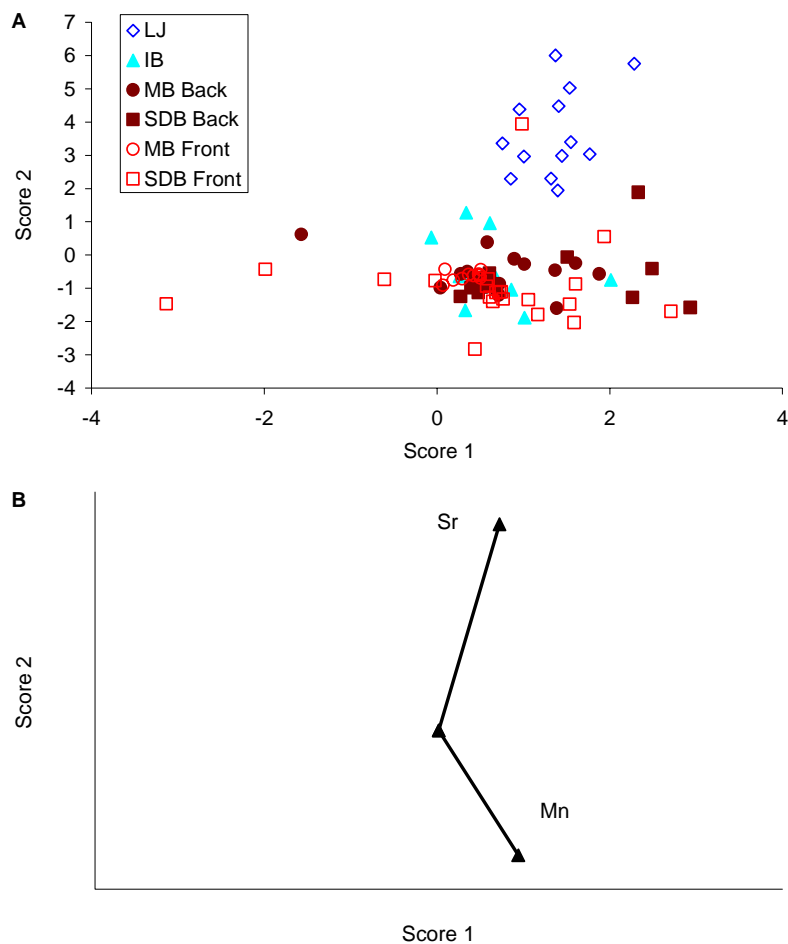 A
LJ
IB
MB Back
SDB Back
MB Front
SDB Front
7
6
5
4
3
2
1
0
-1
-2
-3
-4
Score 2
-4
-2
0
2
4
Score 1
B
Sr
Mn
Score 2
Score 1